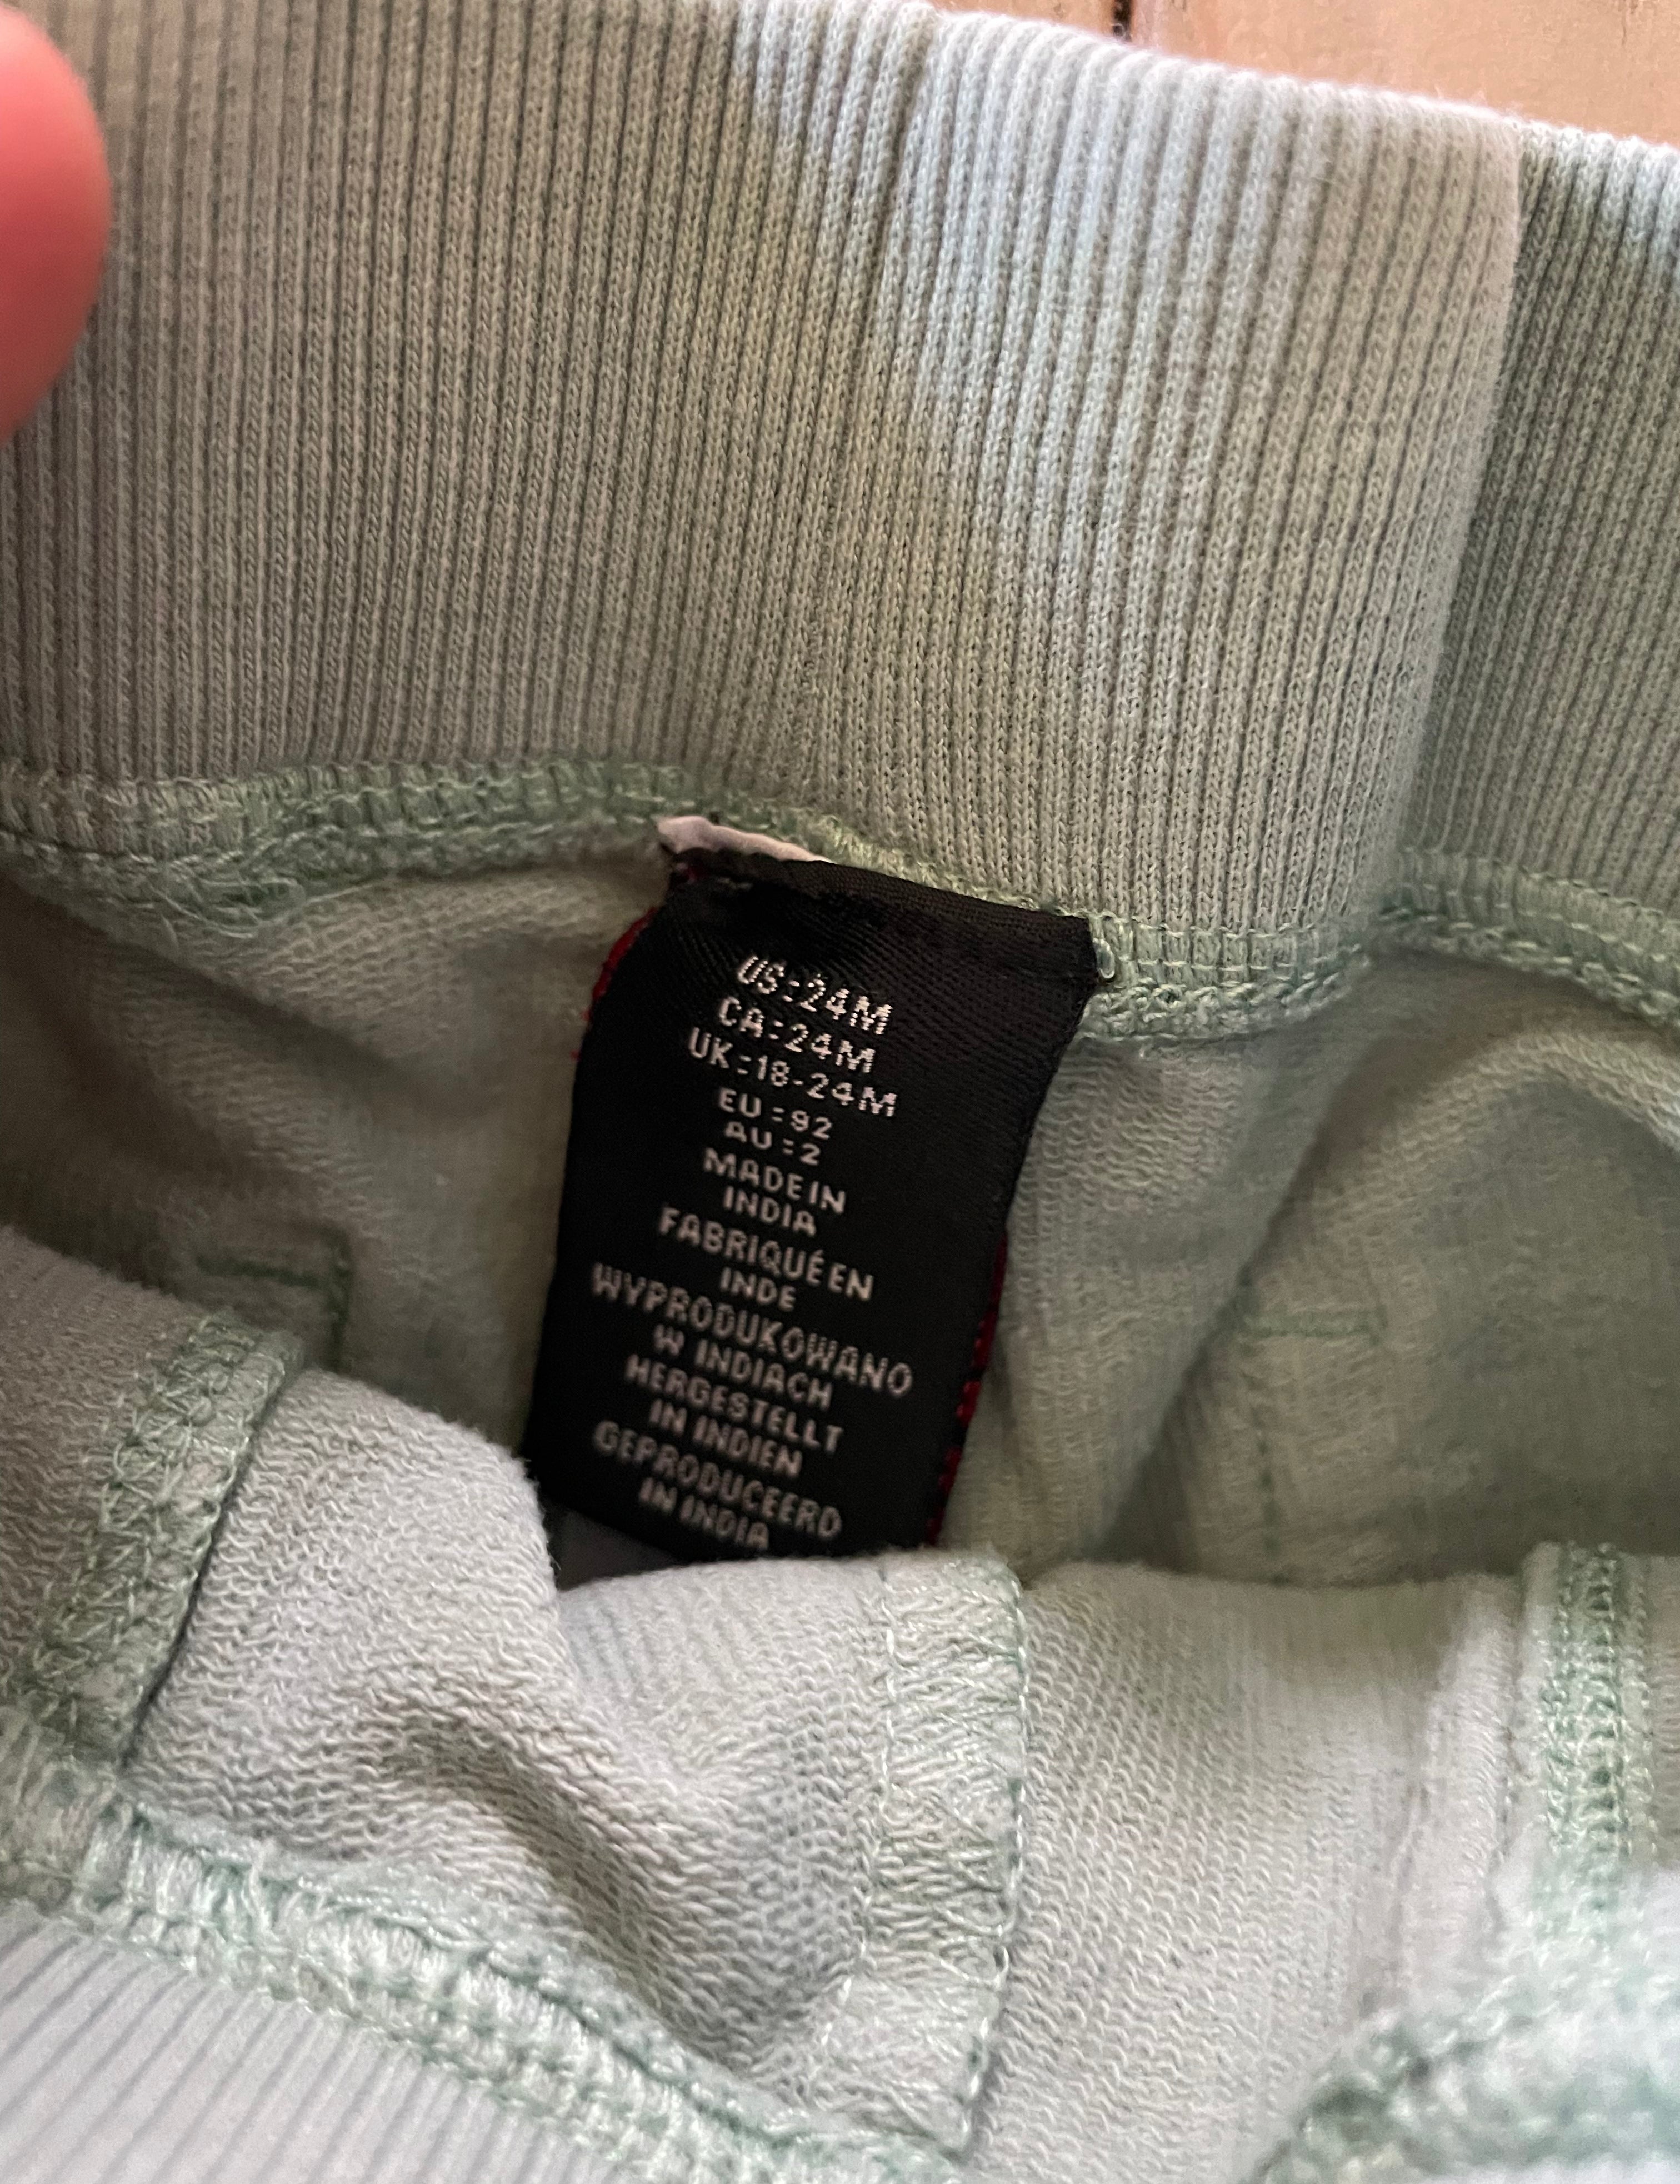 US:24M
CA:24M
UK:18-24M
EU:92
AU:2
MADE IN
INDIA
FABRIQUÉ EN
INDE
WYPRODUKOWANO
W INDIACH
HERGESTELLT
IN INDIEN
GEPRODUCEERD
IN INDIA